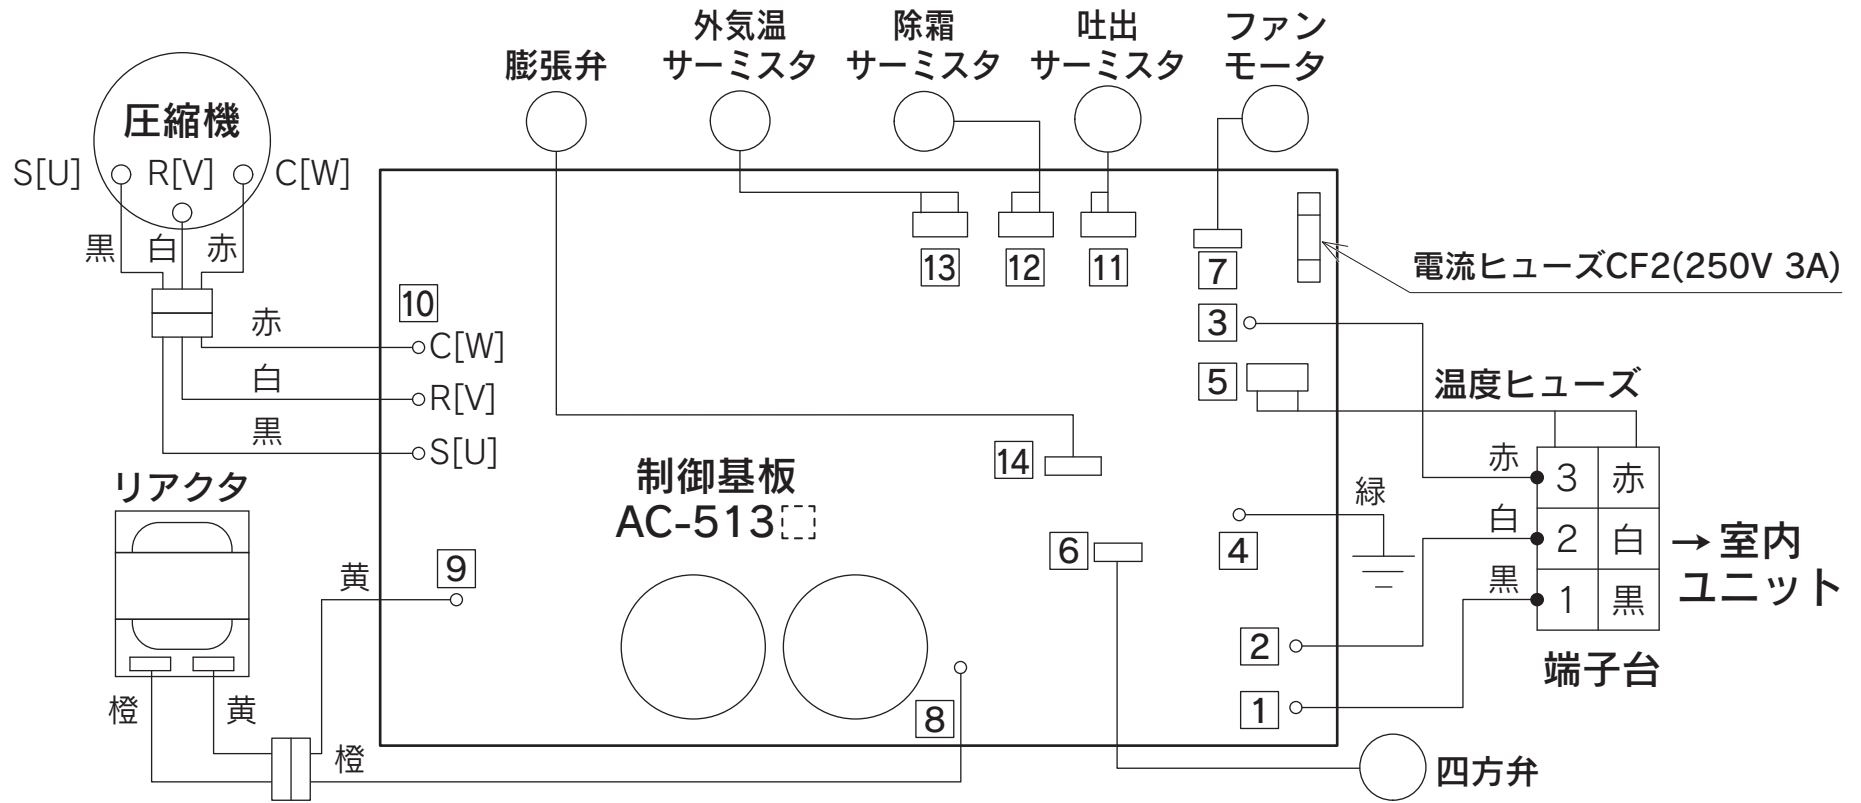 圧縮機
S[U]
R[V]
C[W]
黒
白
赤
膨張弁
外気温
サーミスタ
除霜
サーミスタ
吐出
サーミスタ
ファン
モータ
13
12
11
7
電流ヒューズCF2(250V 3A)
10
赤
C[W]
白
R[V]
黒
S[U]
3
5
温度ヒューズ
14
制御基板
AC-513
6
4
緑
赤
3
赤
白
2
白
黒
1
黒
→室内
ユニット
端子台
2
1
四方弁
リアクタ
橙
黄
黄
橙
9
8